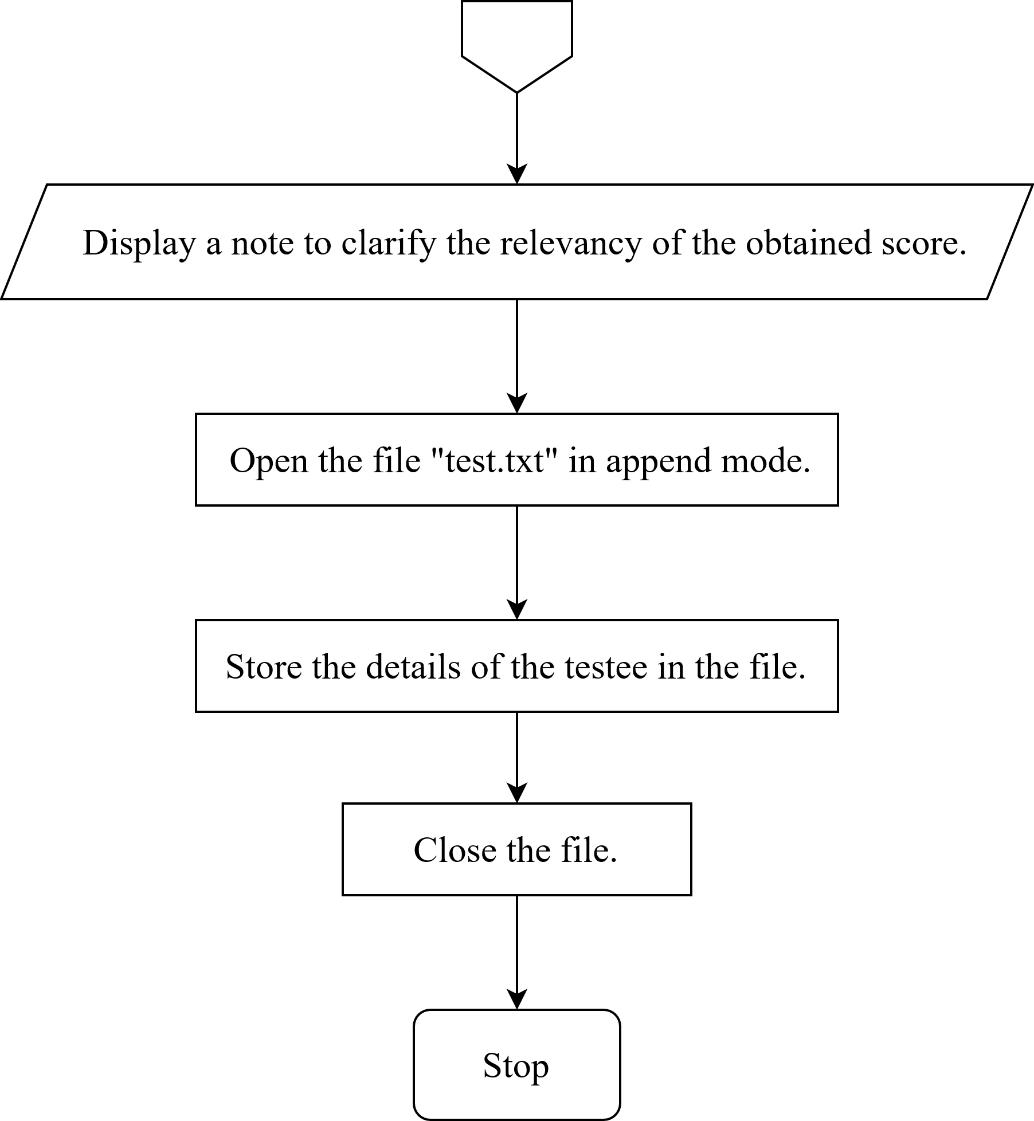 Display a note to clarify the relevancy of the obtained score.
Open the file "test.txt" in append mode.
Store the details of the testee in the file.
Close the file.
Stop